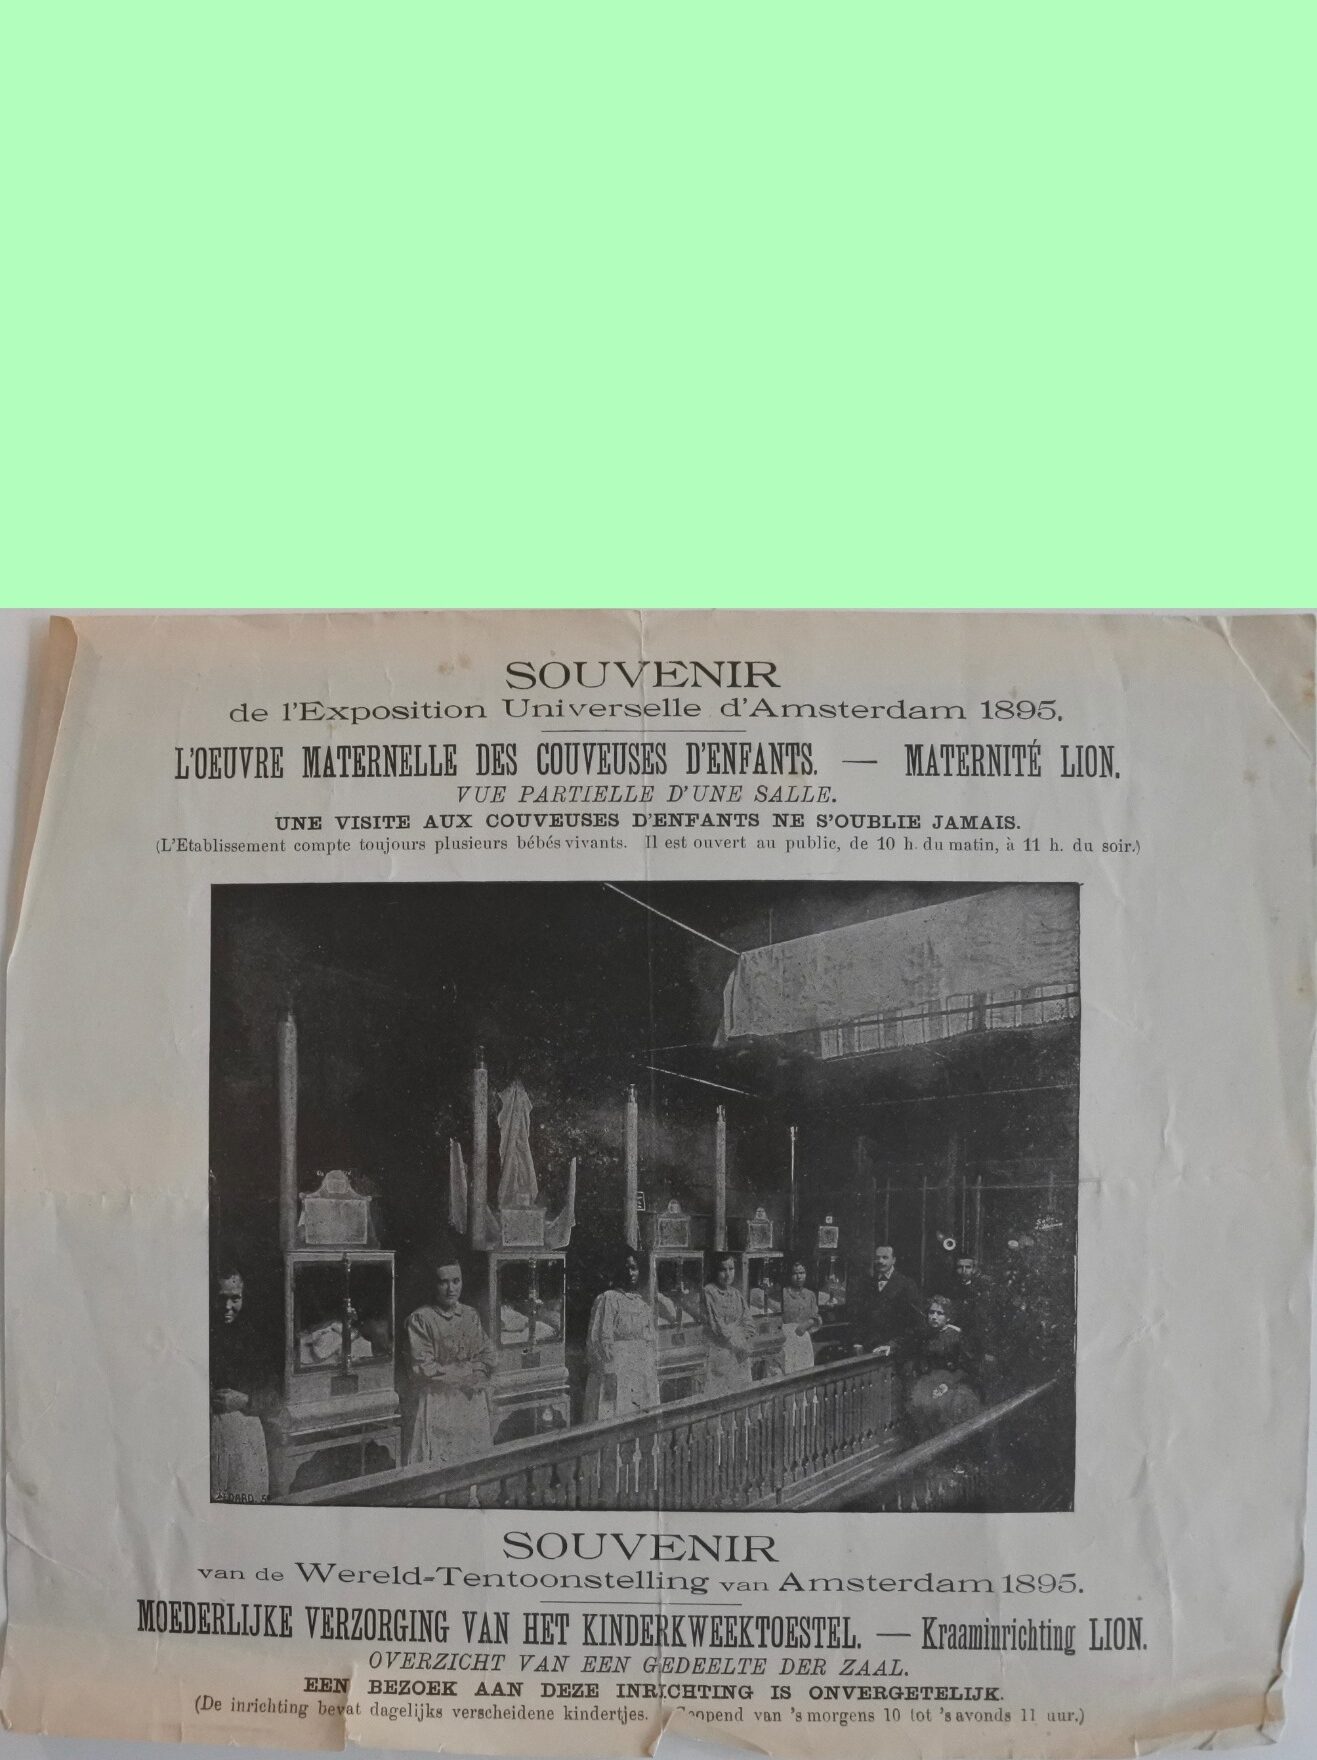 SOUVENIR
de l'Exposition Universelle d'Amsterdam 1895.
L'OEUVRE MATERNELLE DES COUVEUSES D'ENFANTS. — MATERNITÉ LION.
VUE PARTIELLE D'UNE SALLE.
UNE VISITE AUX COUVEUSES D'ENFANTS NE S'OUBLIE JAMAIS.
(L'Etablissement compte toujours plusieurs bébés vivants. Il est ouvert au public, de 10 h. du matin, à 11 h. du soir.)
SOUVENIR
van de Wereld-Tentoonstelling van Amsterdam 1895.
MOEDERLIJKE VERZORGING VAN HET KINDERKWEEKTOESTEL. — Kraaminrichting LION.
OVERZICHT VAN EEN GEDEELTE DER ZAAL.
EEN BEZOEK AAN DEZE INRICHTING IS ONVERGETELIJK.
(De inrichting bevat dagelijks verscheidene kindertjes. van 's morgens 10 tot 's avonds 11 uur.)